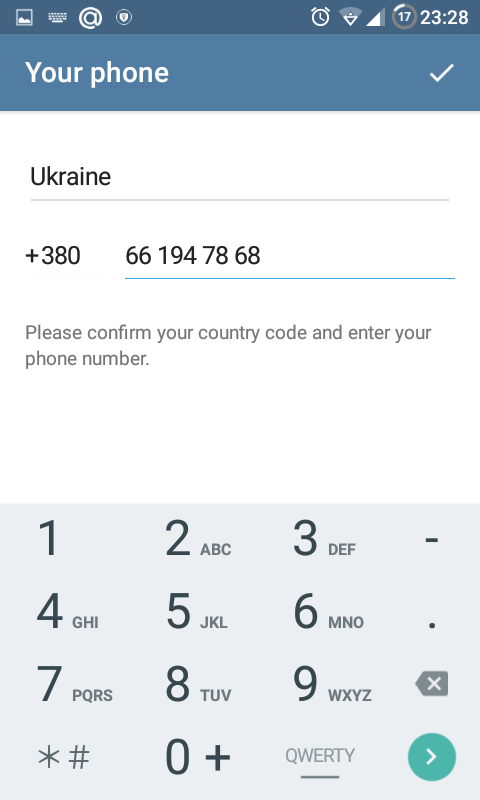 17 23:28
Your phone
Ukraine
+380 66 194 78 68
Please confirm your country code and enter your
phone number.
1 2 ABC 3 DEF -
4 GHI 5 JKL 6 MNO .
7 PQRS 8 TUV 9 WXYZ
*# 0 + QWERTY